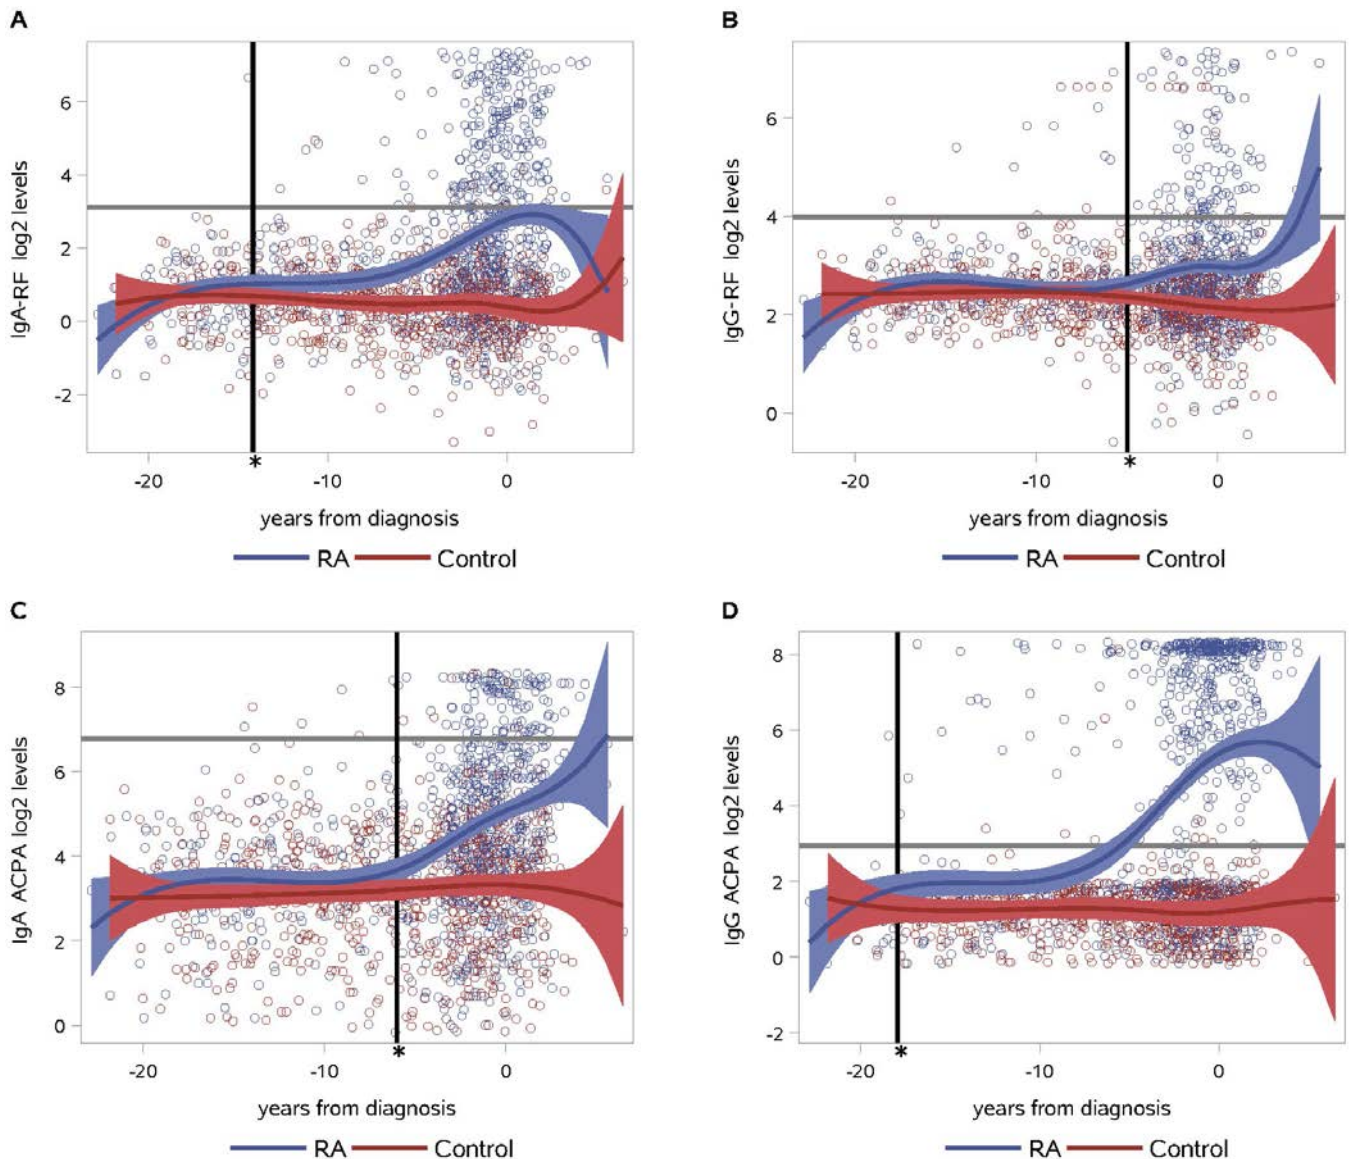 A
IgA-RF log2 levels
6
4
2
0
-2
*
-20 -10 0
years from diagnosis
RA Control
B
IgG-RF log2 levels
6
4
2
0
*
-20 -10 0
years from diagnosis
RA Control
C
IgA ACPA log2 levels
8
6
4
2
0
*
-20 -10 0
years from diagnosis
RA Control
D
IgG ACPA log2 levels
8
6
4
2
0
-2
*
-20 -10 0
years from diagnosis
RA Control